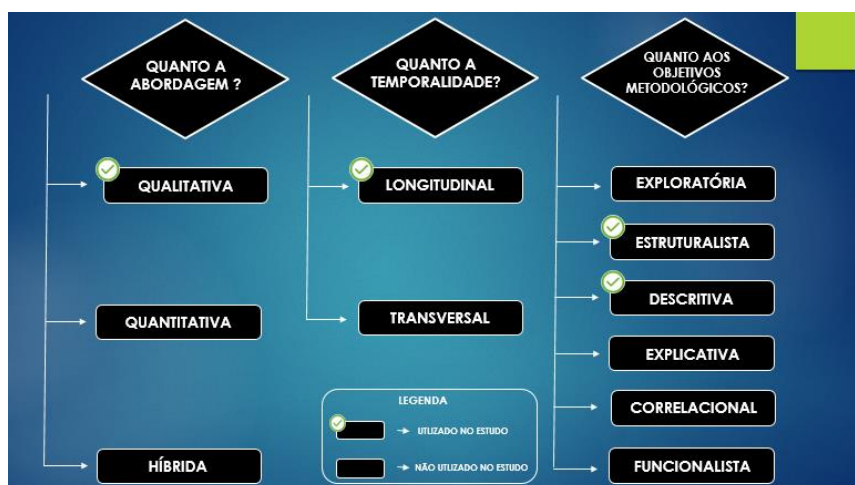 QUANTO A
ABORDAGEM ?
QUALITATIVA
QUANTITATIVA
HÍBRIDA
QUANTO A
TEMPORALIDADE?
LONGITUDINAL
TRANSVERSAL
LEGENDA
UTLIZADO NO ESTUDO
NÃO UTLIZADO NO ESTUDO
QUANTO AOS
OBJETIVOS
METODOLÓGICOS?
EXPLORATÓRIA
ESTRUTURALISTA
DESCRITIVA
EXPLICATIVA
CORRELACIONAL
FUNCIONALISTA